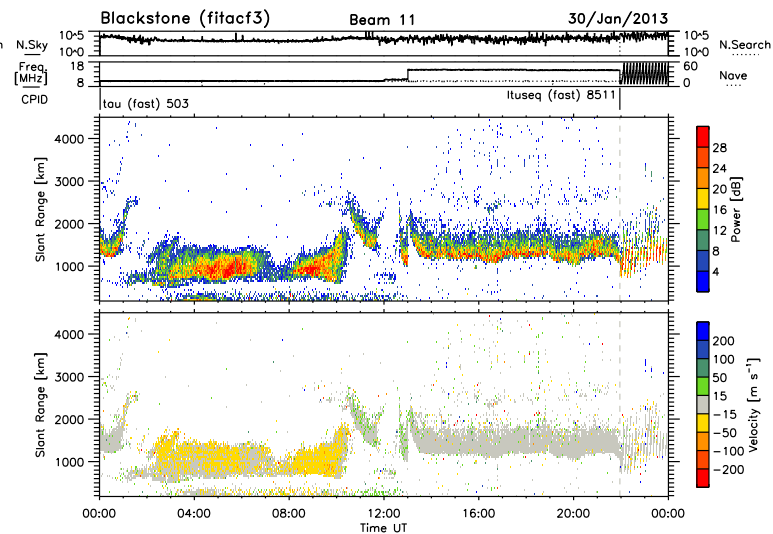 Blackstone (fitacf3) Beam 11 30/Jan/2013
n N.Sky 10^5 10^0 10^5 10^0 N.Search
Freq. [MHz] 18 8 60 0 Nave
CPID tau (fast) 503 ltuseq (fast) 8511
Slant Range [km] 4000 3000 2000 1000
Power [dB] 28 24 20 16 12 8 4
Slant Range [km] 4000 3000 2000 1000
Velocity [m s⁻¹] 200 100 50 15 -15 -50 -100 -200
00:00 04:00 08:00 12:00 16:00 20:00 00:00
Time UT